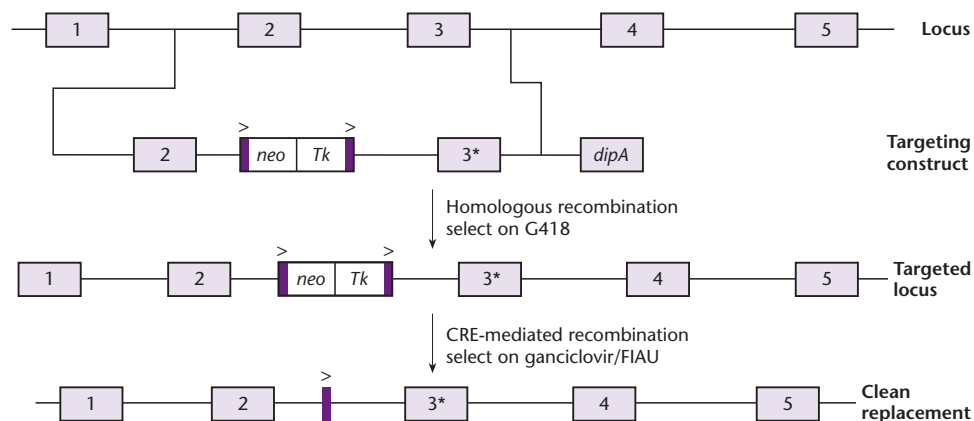 1 2 3 4 5 Locus
> >
2 neo Tk 3* dipA Targeting
construct
Homologous recombination
select on G418
> >
1 2 neo Tk 3* 4 5 Targeted
locus
CRE-mediated recombination
select on ganciclovir/FIAU
>
1 2 3* 4 5 Clean
replacement